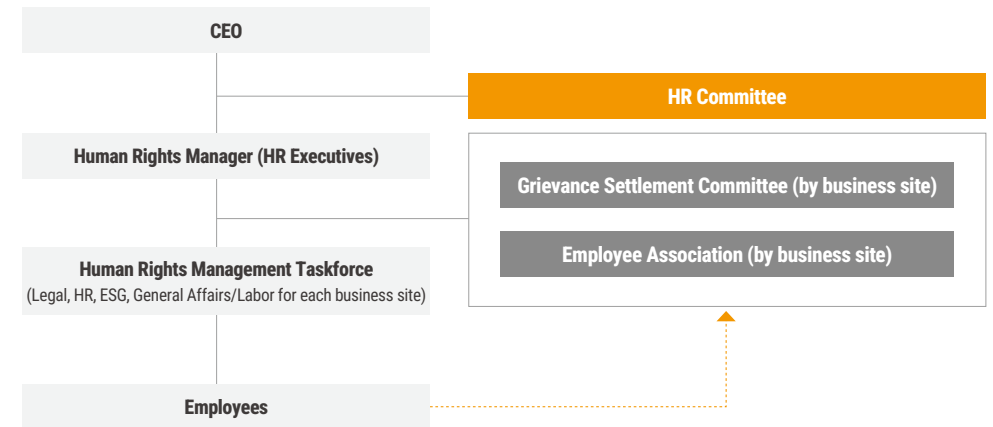 CEO
HR Committee
Human Rights Manager (HR Executives)
Grievance Settlement Committee (by business site)
Employee Association (by business site)
Human Rights Management Taskforce
(Legal, HR, ESG, General Affairs/Labor for each business site)
Employees